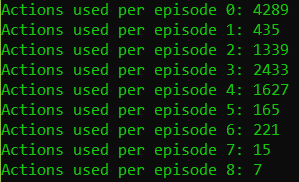 Actions used per episode 0: 4289
Actions used per episode 1: 435
Actions used per episode 2: 1339
Actions used per episode 3: 2433
Actions used per episode 4: 1627
Actions used per episode 5: 165
Actions used per episode 6: 221
Actions used per episode 7: 15
Actions used per episode 8: 7